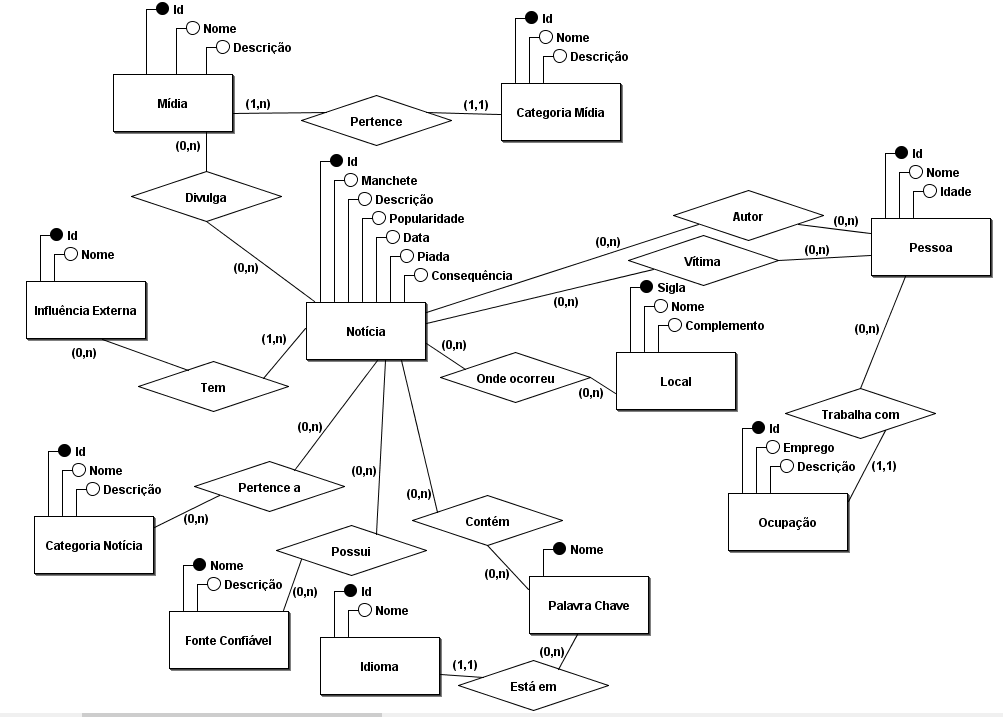 Id
Nome
Descrição
Mídia
(1,n)
Pertence
(1,1)
Id
Nome
Descrição
Categoria Mídia
(0,n)
Divulga
(0,n)
Id
Manchete
Descrição
Popularidade
Data
Piada
Consequência
Notícia
Id
Nome
Idade
Pessoa
Autor
(0,n)
(0,n)
Vítima
(0,n)
(0,n)
Id
Nome
Influência Externa
(0,n)
Tem
(1,n)
Sigla
Nome
Complemento
Local
(0,n)
Onde ocorreu
(0,n)
(0,n)
Trabalha com
(1,1)
Id
Emprego
Descrição
Ocupação
Id
Nome
Descrição
Categoria Notícia
(0,n)
Pertence a
(0,n)
(0,n)
Possui
(0,n)
Nome
Descrição
Fonte Confiável
(0,n)
Contém
(0,n)
Nome
Palavra Chave
Id
Nome
Idioma
(1,1)
Está em
(0,n)